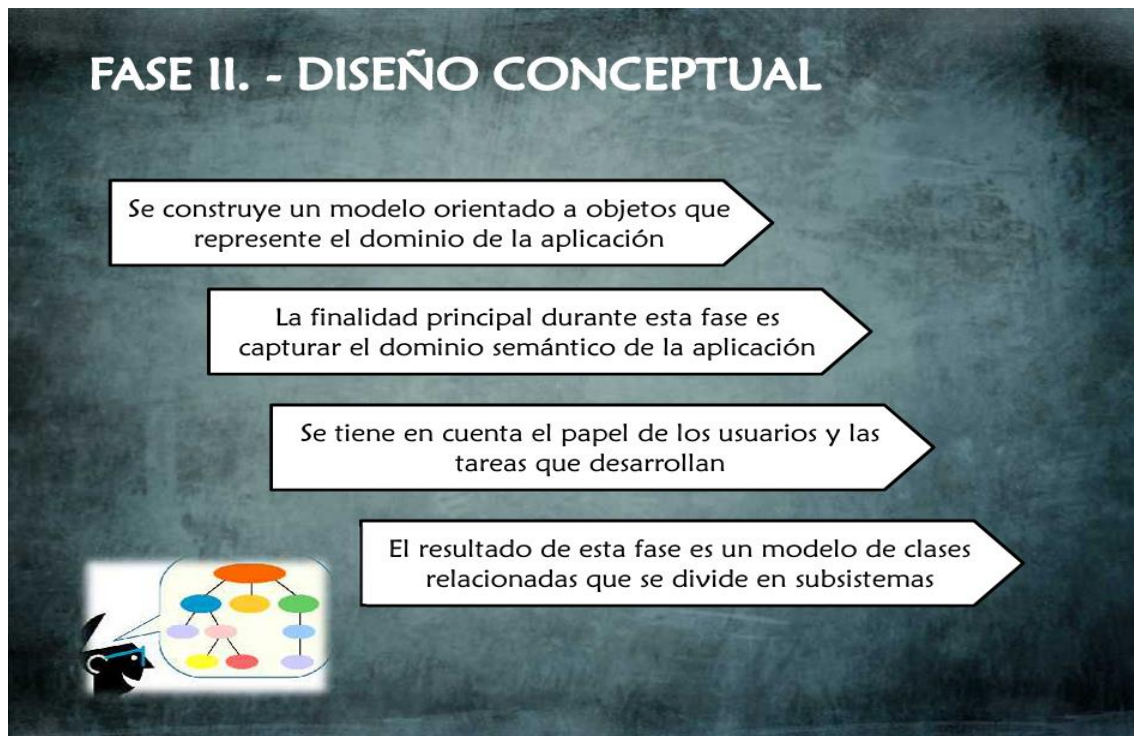 FASE II. - DISEÑO CONCEPTUAL
Se construye un modelo orientado a objetos que
represente el dominio de la aplicación
La finalidad principal durante esta fase es
capturar el dominio semántico de la aplicación
Se tiene en cuenta el papel de los usuarios y las
tareas que desarrollan
El resultado de esta fase es un modelo de clases
relacionadas que se divide en subsistemas